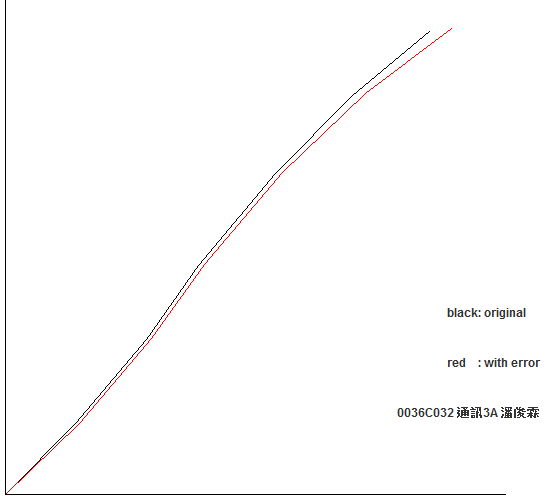 black: original
red : with error
0036C032 通訊3A 潘俊霖